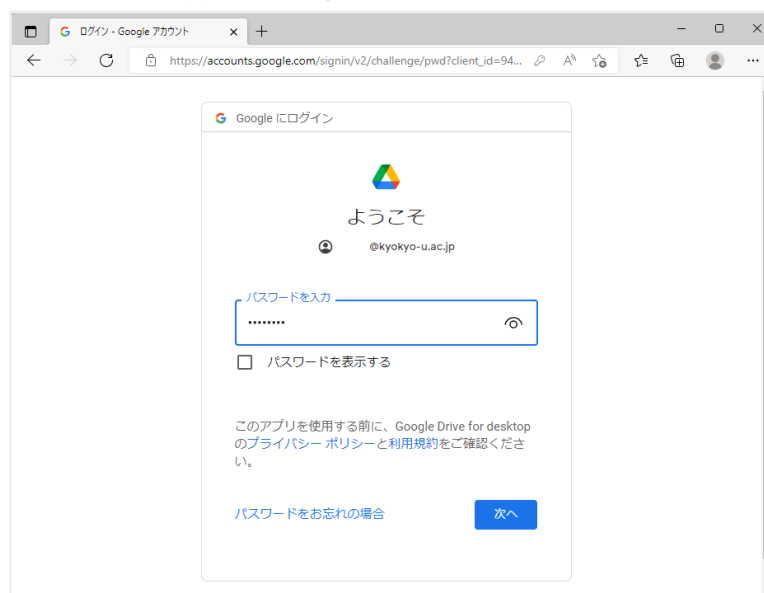 ログイン - Google アカウント
https://accounts.google.com/signin/v2/challenge/pwd?client_id=94...
Google にログイン
ようこそ
@kyokyo-u.ac.jp
パスワードを入力
••••••••
パスワードを表示する
このアプリを使用する前に、Google Drive for desktop
のプライバシー ポリシーと利用規約をご確認くださ
い。
パスワードをお忘れの場合
次へ